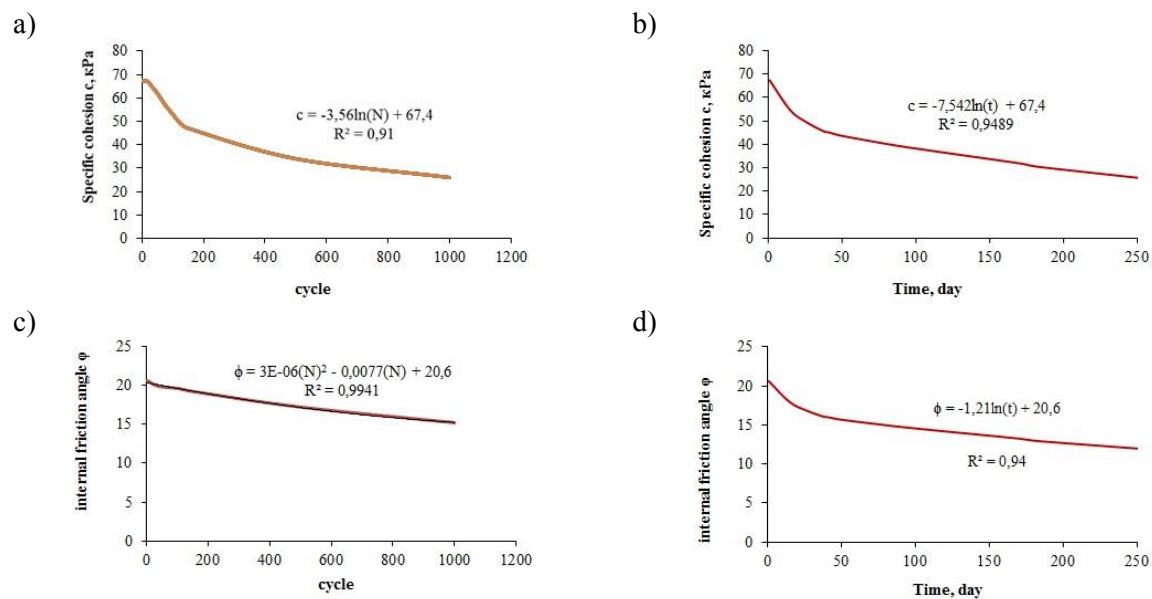 a)
Specific cohesion c, кPa
80
70
60
50
40
30
20
10
0
c = -3,56ln(N) + 67,4
R² = 0,91
0 200 400 600 800 1000 1200
cycle
b)
Specific cohesion c, кPa
80
70
60
50
40
30
20
10
0
c = -7,542ln(t) + 67,4
R² = 0,9489
0 50 100 150 200 250
Time, day
c)
internal friction angle φ
25
20
15
10
5
0
ϕ = 3E-06(N)² - 0,0077(N) + 20,6
R² = 0,9941
0 200 400 600 800 1000 1200
cycle
d)
internal friction angle φ
25
20
15
10
5
0
ϕ = -1,21ln(t) + 20,6
R² = 0,94
0 50 100 150 200 250
Time, day